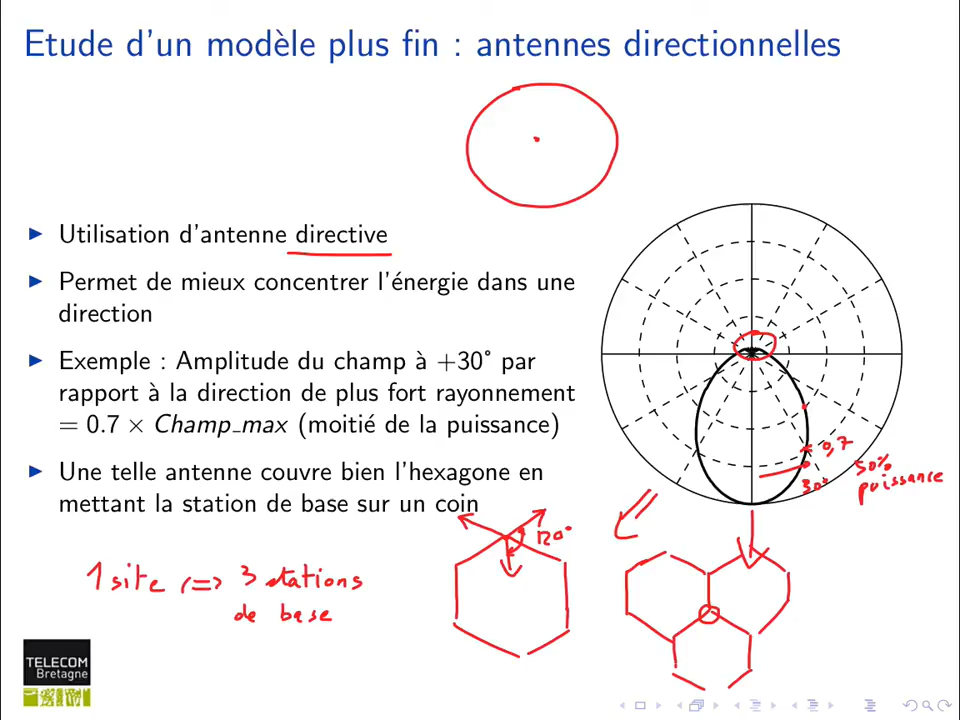 Etude d'un modèle plus fin : antennes directionnelles
Utilisation d'antenne directive
Permet de mieux concentrer l'énergie dans une
direction
Exemple : Amplitude du champ à +30° par
rapport à la direction de plus fort rayonnement
= 0.7 × Champ_max (moitié de la puissance)
Une telle antenne couvre bien l'hexagone en
mettant la station de base sur un coin
0,7
30°
50%
puissance
120°
1 site <=> 3 stations
de base
TELECOM
Bretagne